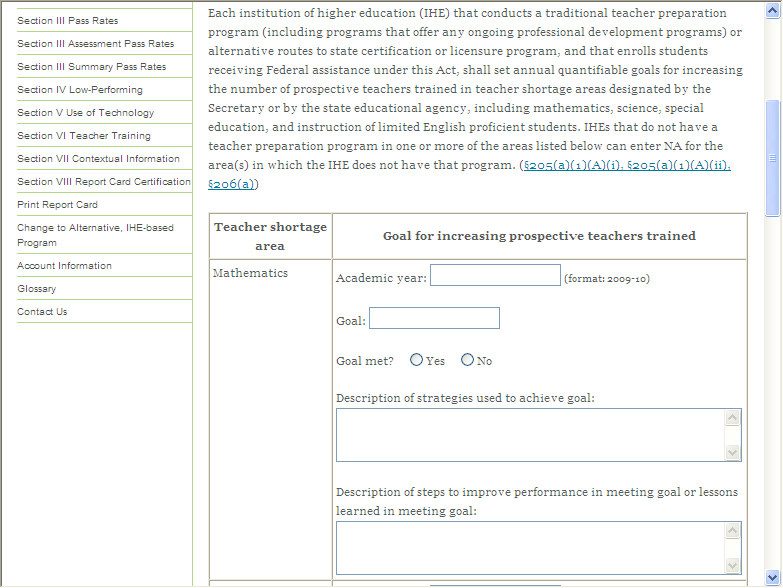 Section III Pass Rates
Section III Assessment Pass Rates
Section III Summary Pass Rates
Section IV Low-Performing
Section V Use of Technology
Section VI Teacher Training
Section VII Contextual Information
Section VIII Report Card Certification
Print Report Card
Change to Alternative, IHE-based
Program
Account Information
Glossary
Contact Us
Each institution of higher education (IHE) that conducts a traditional teacher preparation
program (including programs that offer any ongoing professional development programs) or
alternative routes to state certification or licensure program, and that enrolls students
receiving Federal assistance under this Act, shall set annual quantifiable goals for increasing
the number of prospective teachers trained in teacher shortage areas designated by the
Secretary or by the state educational agency, including mathematics, science, special
education, and instruction of limited English proficient students. IHEs that do not have a
teacher preparation program in one or more of the areas listed below can enter NA for the
area(s) in which the IHE does not have that program. (§205(a)(1)(A)(i), §205(a)(1)(A)(ii),
§206(a))
Teacher shortage
area
Goal for increasing prospective teachers trained
Mathematics
Academic year: (format: 2009-10)
Goal:
Goal met? Yes No
Description of strategies used to achieve goal:
Description of steps to improve performance in meeting goal or lessons
learned in meeting goal: